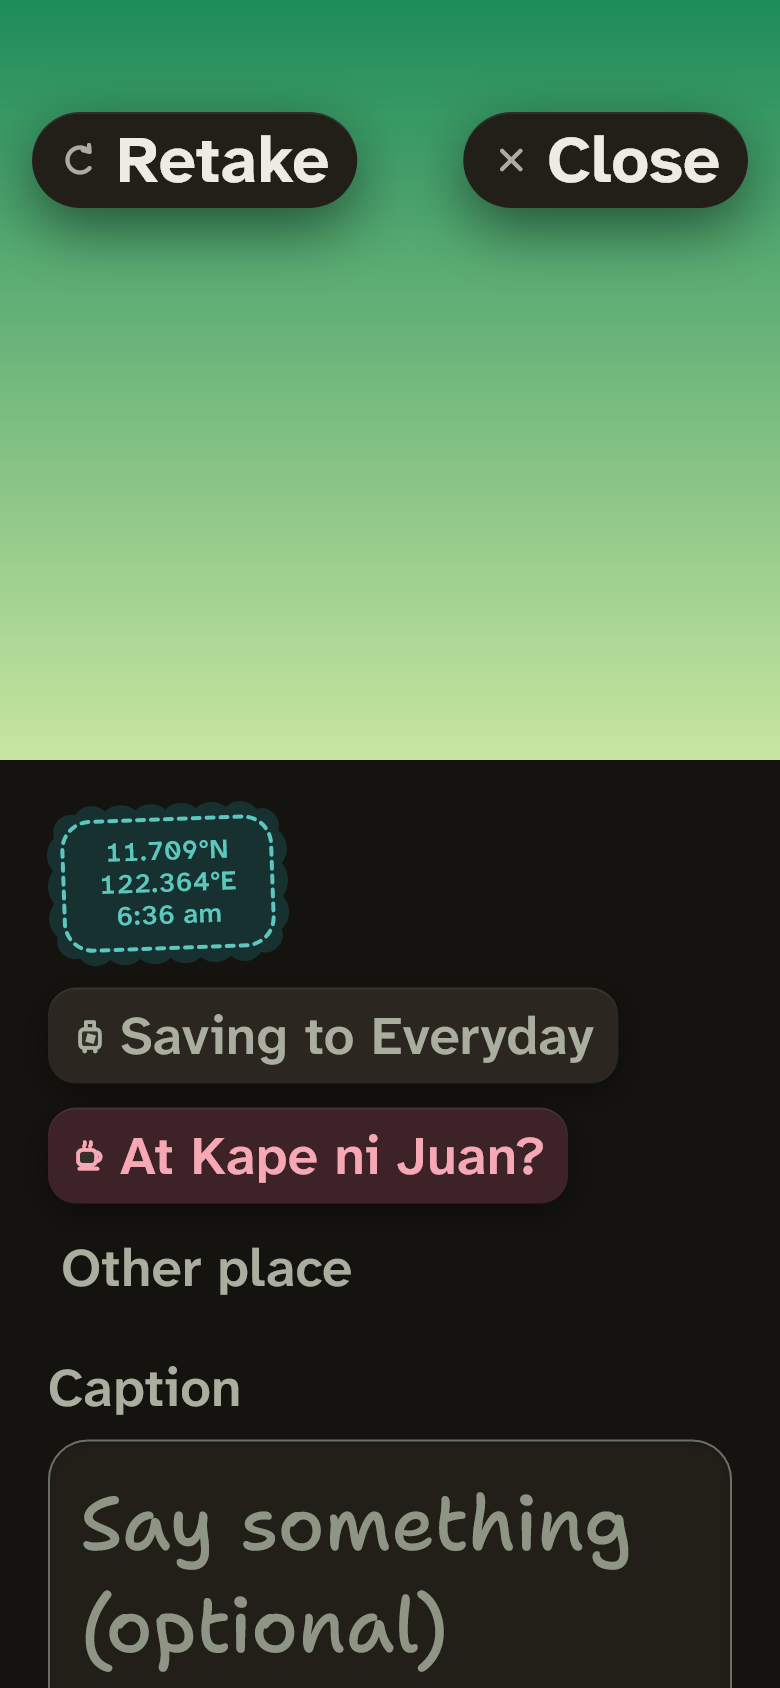 Retake
Close
11.709°N
122.364°E
6:36 am
Saving to Everyday
At Kape ni Juan?
Other place
Caption
Say something
(optional)